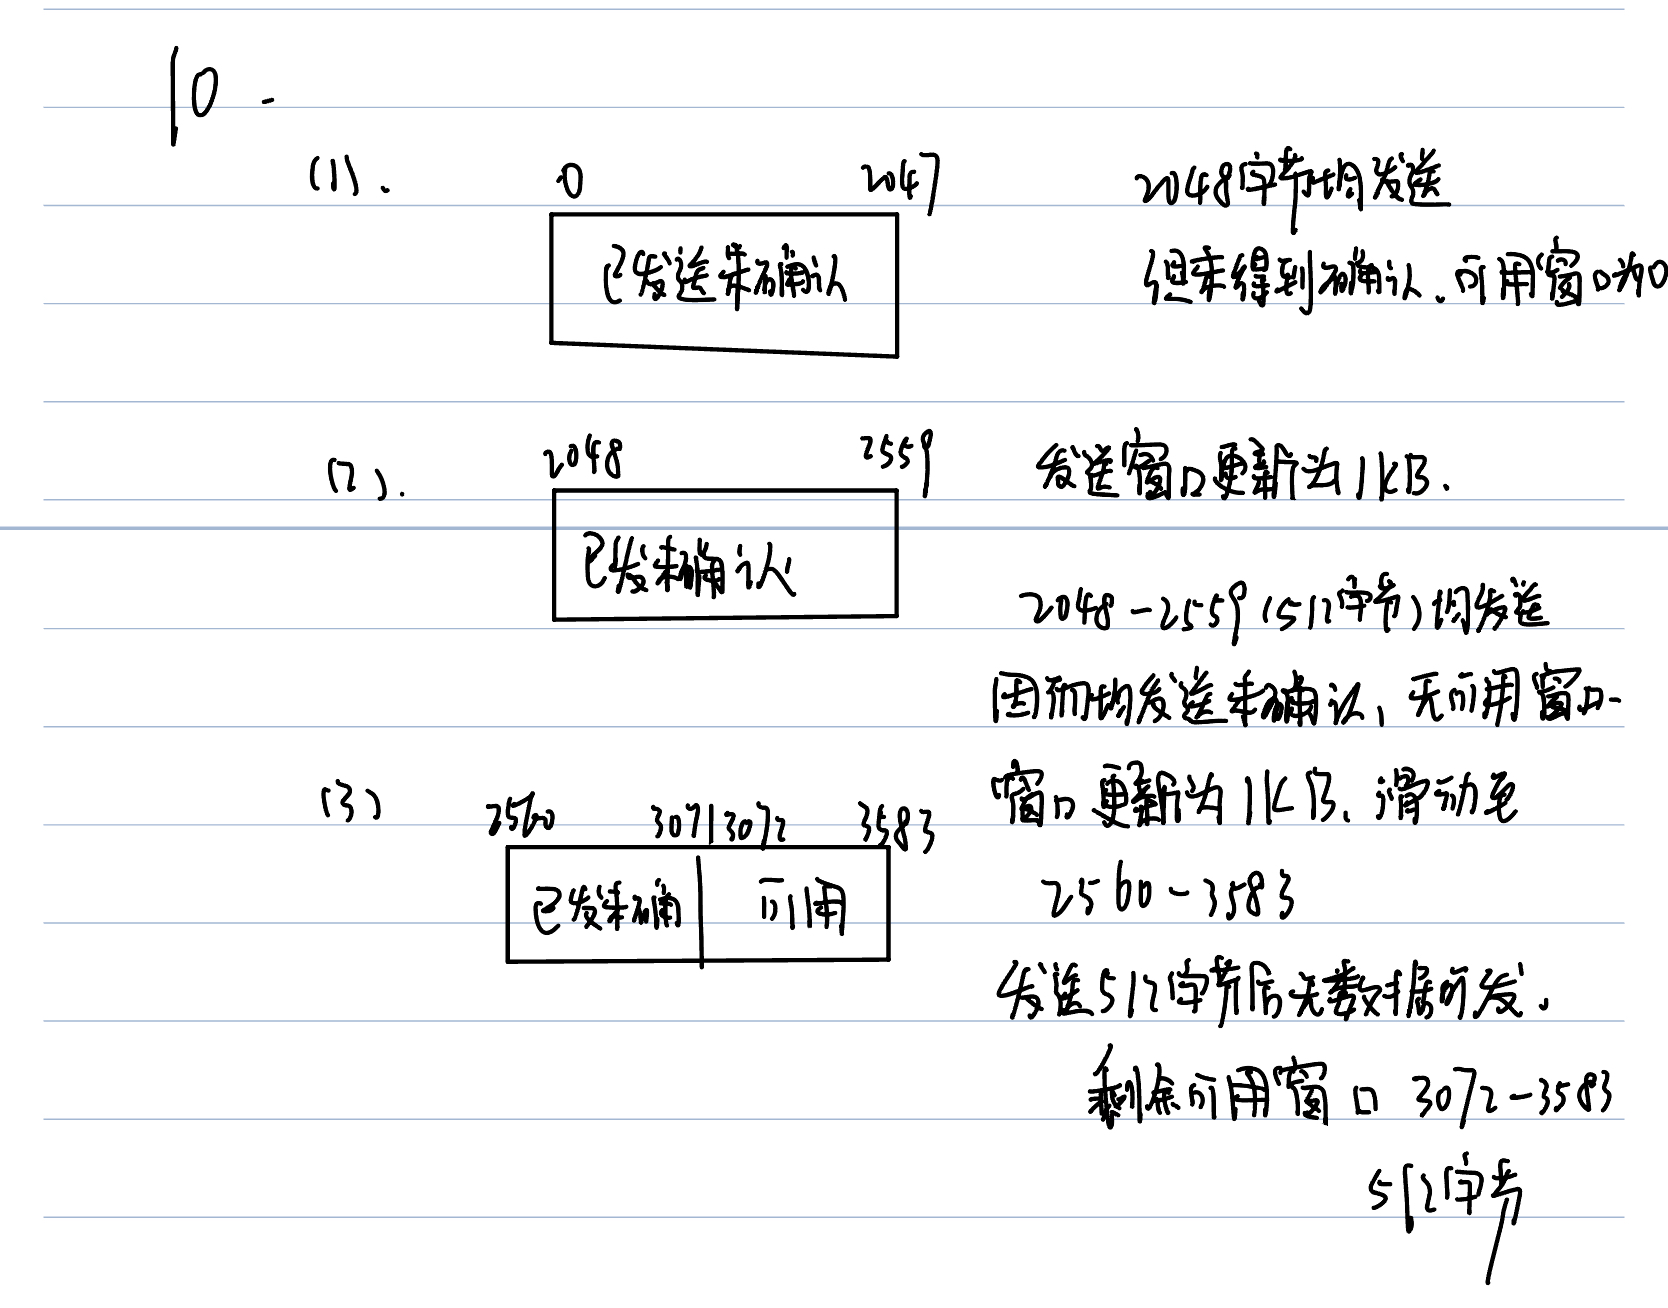 10.
(1). 0 2047 2048字节均发送
已发送未确认 但未得到确认、可用窗口为0
(2). 2048 2559 发送窗口更新为1KB.
已发未确认 2048-2559(512字节)均发送
因而均发送未确认, 无可用窗口.
(3) 2560 3071 3072 3583 窗口更新为1KB. 滑动至
已发未确 可用 2560-3583
发送512字节后无数据可发.
剩余可用窗口 3072-3583
512字节